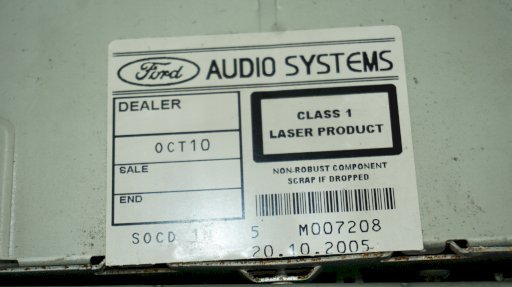 Ford AUDIO SYSTEMS
DEALER
OCT10
SALE
END
CLASS 1
LASER PRODUCT
NON-ROBUST COMPONENT
SCRAP IF DROPPED
SOCD 5 M007208
20.10.2005